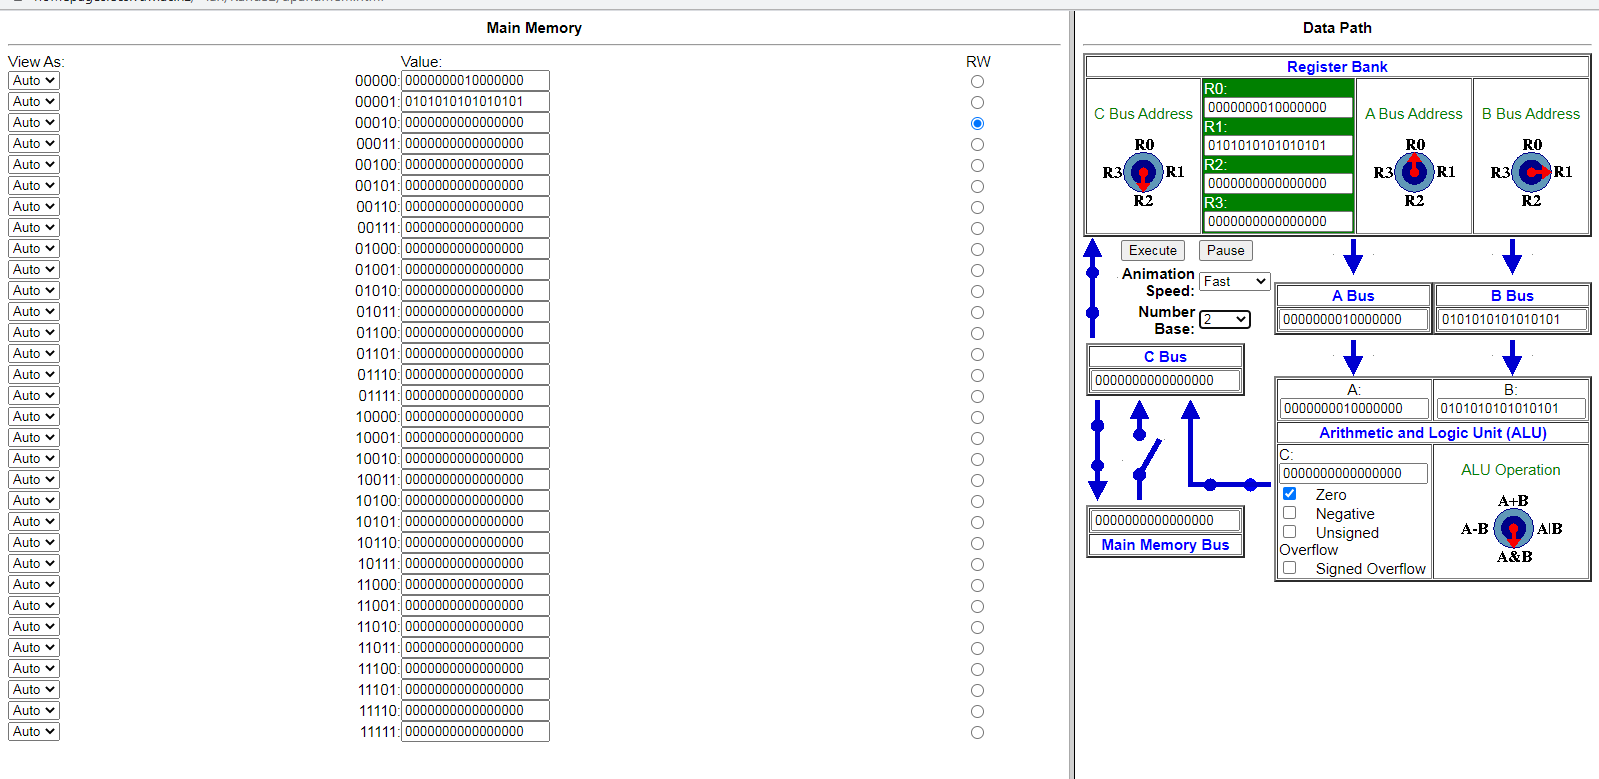 Main Memory
View As:
Value:
RW
Auto 00000: 0000000010000000
Auto 00001: 0101010101010101
Auto 00010: 0000000000000000
Auto 00011: 0000000000000000
Auto 00100: 0000000000000000
Auto 00101: 0000000000000000
Auto 00110: 0000000000000000
Auto 00111: 0000000000000000
Auto 01000: 0000000000000000
Auto 01001: 0000000000000000
Auto 01010: 0000000000000000
Auto 01011: 0000000000000000
Auto 01100: 0000000000000000
Auto 01101: 0000000000000000
Auto 01110: 0000000000000000
Auto 01111: 0000000000000000
Auto 10000: 0000000000000000
Auto 10001: 0000000000000000
Auto 10010: 0000000000000000
Auto 10011: 0000000000000000
Auto 10100: 0000000000000000
Auto 10101: 0000000000000000
Auto 10110: 0000000000000000
Auto 10111: 0000000000000000
Auto 11000: 0000000000000000
Auto 11001: 0000000000000000
Auto 11010: 0000000000000000
Auto 11011: 0000000000000000
Auto 11100: 0000000000000000
Auto 11101: 0000000000000000
Auto 11110: 0000000000000000
Auto 11111: 0000000000000000
Data Path
Register Bank
C Bus Address
R0
R3 R1
R2
R0:
0000000010000000
R1:
0101010101010101
R2:
0000000000000000
R3:
0000000000000000
A Bus Address
R0
R3 R1
R2
B Bus Address
R0
R3 R1
R2
Execute Pause
Animation
Speed: Fast
Number
Base: 2
A Bus
0000000010000000
B Bus
0101010101010101
C Bus
0000000000000000
A:
0000000010000000
B:
0101010101010101
Arithmetic and Logic Unit (ALU)
C:
0000000000000000
Zero
Negative
Unsigned
Overflow
Signed Overflow
ALU Operation
A+B
A-B A|B
A&B
0000000000000000
Main Memory Bus